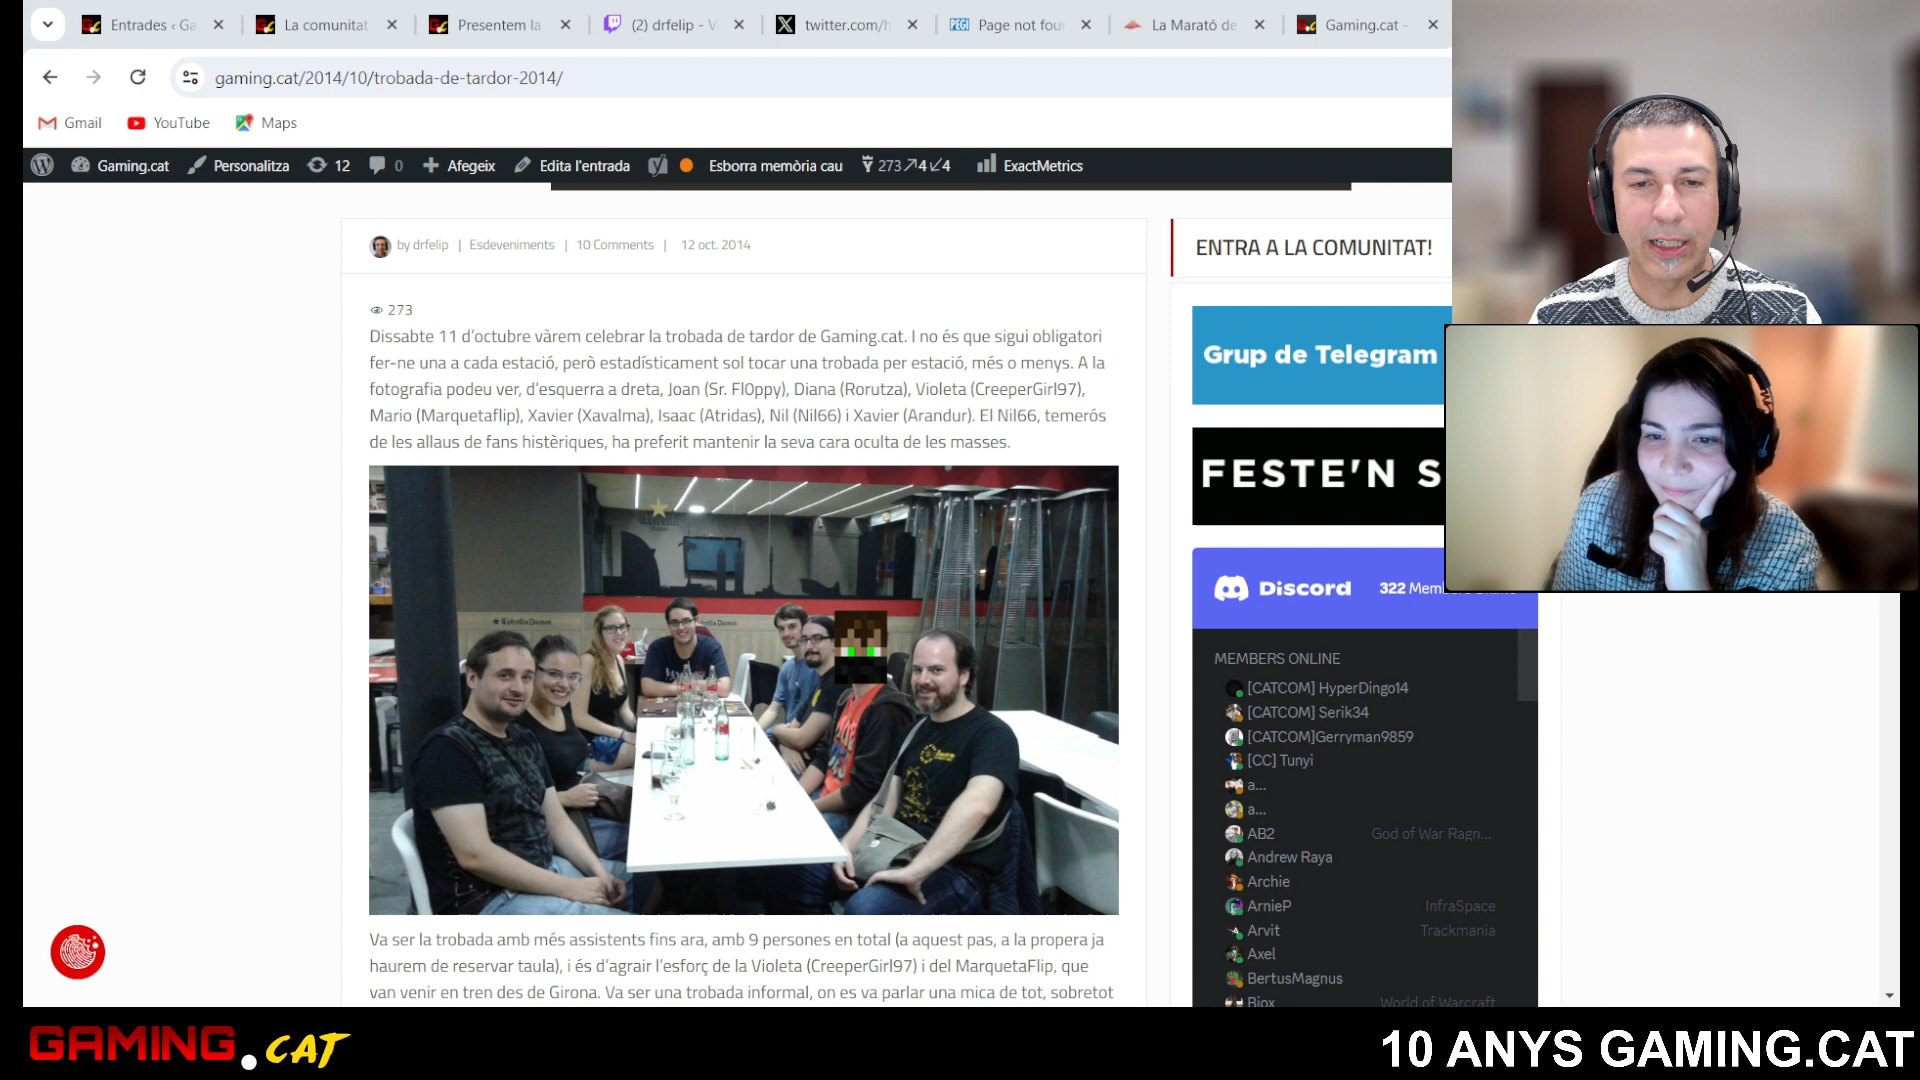 Entrades ‹ Ga
La comunitat
Presentem la
(2) drfelip - V
twitter.com/h
PEGI Page not four
La Marató de
Gaming.cat -
gaming.cat/2014/10/trobada-de-tardor-2014/
Gmail YouTube Maps
Gaming.cat Personalitza 12 0 Afegeix Edita l'entrada Esborra memòria cau 273↗4↙4 ExactMetrics
by drfelip | Esdeveniments | 10 Comments | 12 oct. 2014
273
Dissabte 11 d'octubre vàrem celebrar la trobada de tardor de Gaming.cat. I no és que sigui obligatori
fer-ne una a cada estació, però estadísticament sol tocar una trobada per estació, més o menys. A la
fotografia podeu ver, d'esquerra a dreta, Joan (Sr. Fl0ppy), Diana (Rorutza), Violeta (CreeperGirl97),
Mario (Marquetaflip), Xavier (Xavalma), Isaac (Atridas), Nil (Nil66) i Xavier (Arandur). El Nil66, temerós
de les allaus de fans histèriques, ha preferit mantenir la seva cara oculta de les masses.
Estrella Damm
Va ser la trobada amb més assistents fins ara, amb 9 persones en total (a aquest pas, a la propera ja
haurem de reservar taula), i és d'agrair l'esforç de la Violeta (CreeperGirl97) i del MarquetaFlip, que
van venir en tren des de Girona. Va ser una trobada informal, on es va parlar una mica de tot, sobretot
ENTRA A LA COMUNITAT!
Grup de Telegram
FESTE'N S
Discord 322 Members Online
MEMBERS ONLINE
[CATCOM] HyperDingo14
[CATCOM] Serik34
[CATCOM]Gerryman9859
[CC] Tunyi
a...
a...
AB2 God of War Ragn...
Andrew Raya
Archie
ArnieP InfraSpace
Arvit Trackmania
Axel
BertusMagnus
Biox World of Warcraft
GAMING.CAT
10 ANYS GAMING.CAT